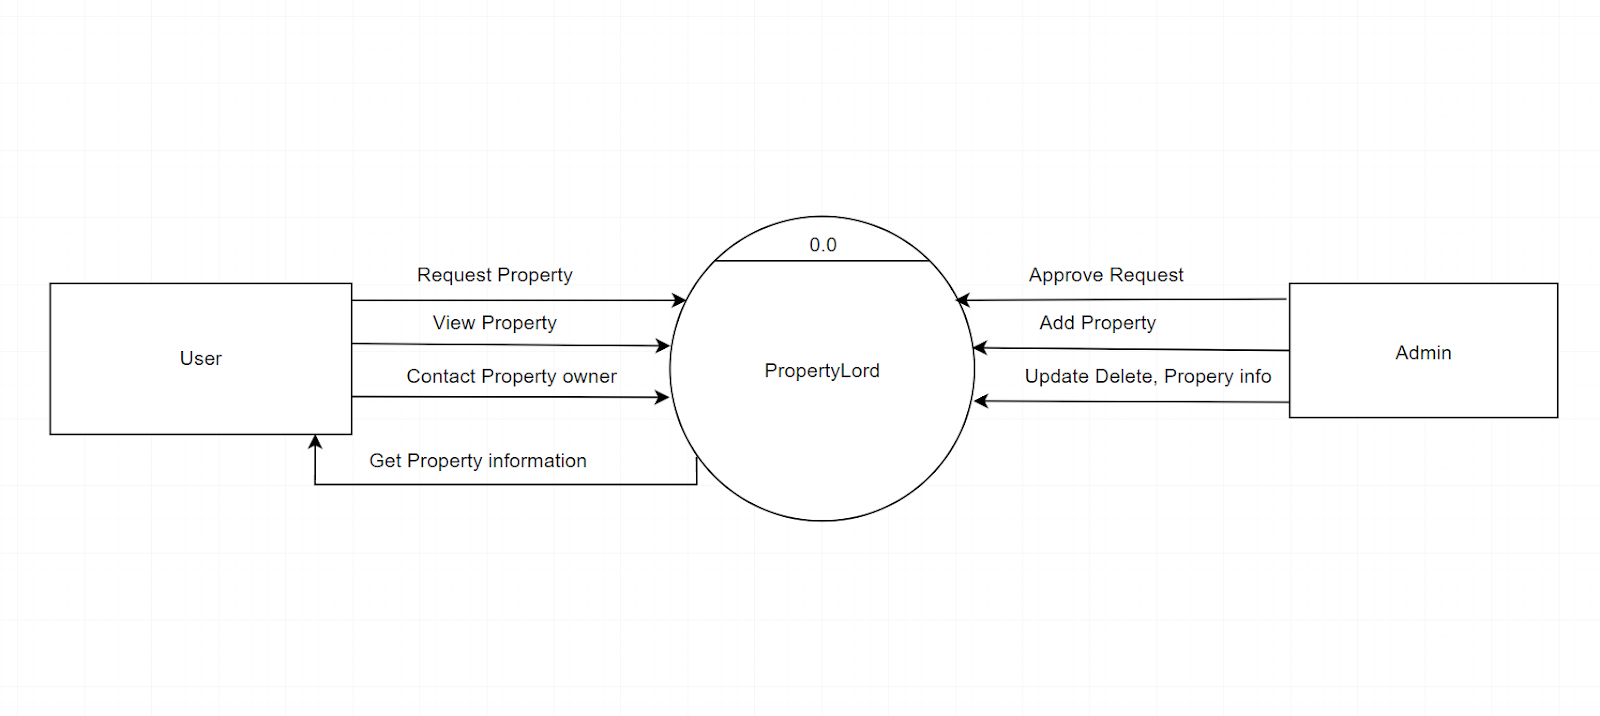 0.0
Request Property
Approve Request
View Property
Add Property
User
Admin
PropertyLord
Contact Property owner
Update Delete, Propery info
Get Property information